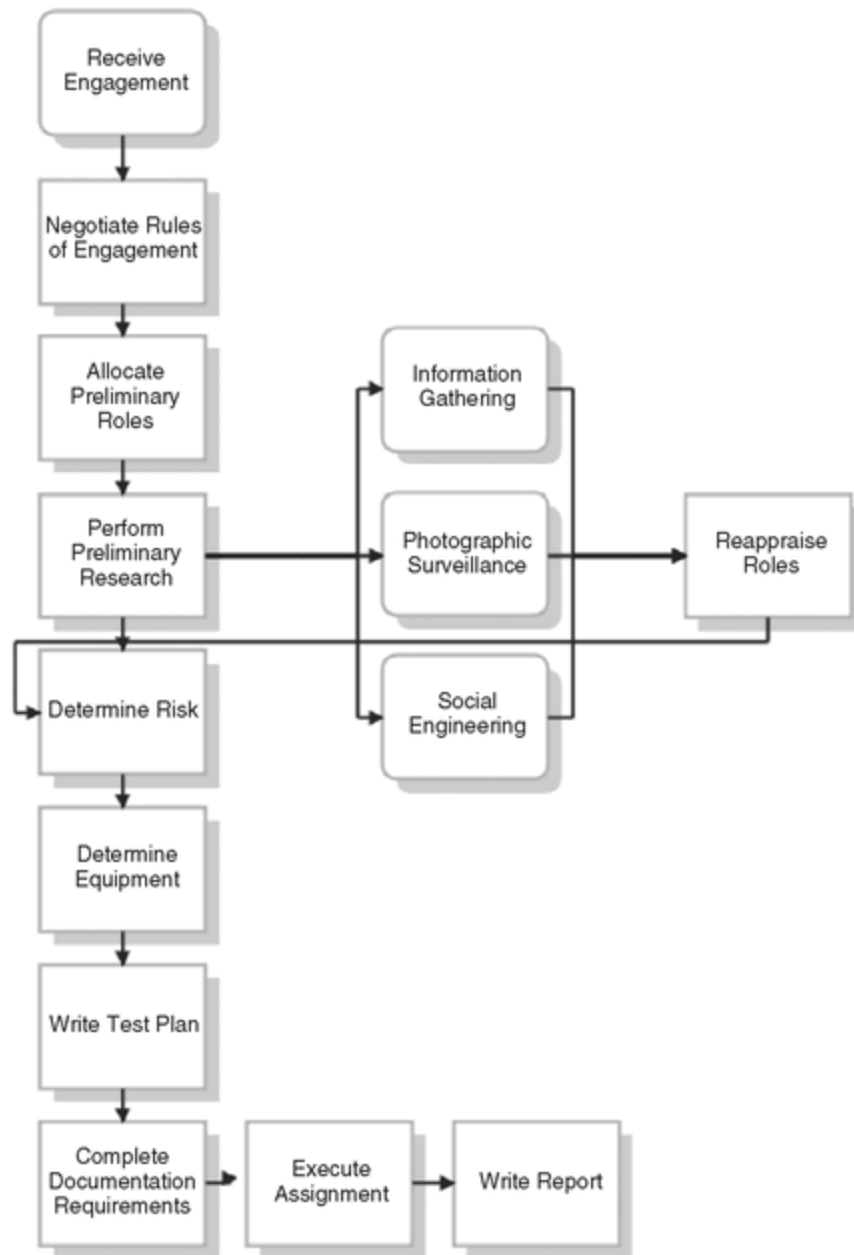 Receive
Engagement
Negotiate Rules
of Engagement
Allocate
Preliminary
Roles
Information
Gathering
Perform
Preliminary
Research
Photographic
Surveillance
Reappraise
Roles
Determine Risk
Social
Engineering
Determine
Equipment
Write Test Plan
Complete
Documentation
Requirements
Execute
Assignment
Write Report